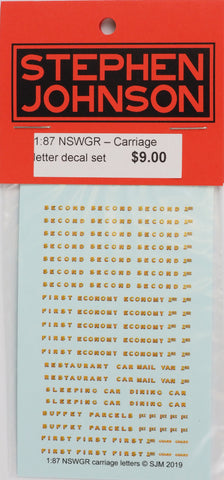 STEPHEN
JOHNSON
1:87 NSWGR – Carriage
letter decal set $9.00
SECOND SECOND SECOND
SECOND SECOND SECOND
SECOND SECOND SECOND
SECOND SECOND SECOND
SECOND SECOND SECOND
SECOND SECOND SECOND
SECOND SECOND SECOND
FIRST ECONOMY ECONOMY
FIRST ECONOMY ECONOMY
FIRST ECONOMY ECONOMY
FIRST ECONOMY ECONOMY
RESTAURANT CAR MAIL VAN
RESTAURANT CAR MAIL VAN
SLEEPING CAR DINING CAR
SLEEPING CAR DINING CAR
BUFFET PARCELS
BUFFET PARCELS
FIRST FIRST FIRST
FIRST FIRST FIRST
1:87 NSWGR carriage letters © SJM 2019